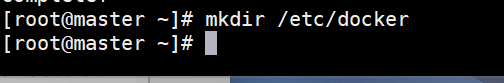 [root@master ~]# mkdir /etc/docker
[root@master ~]#